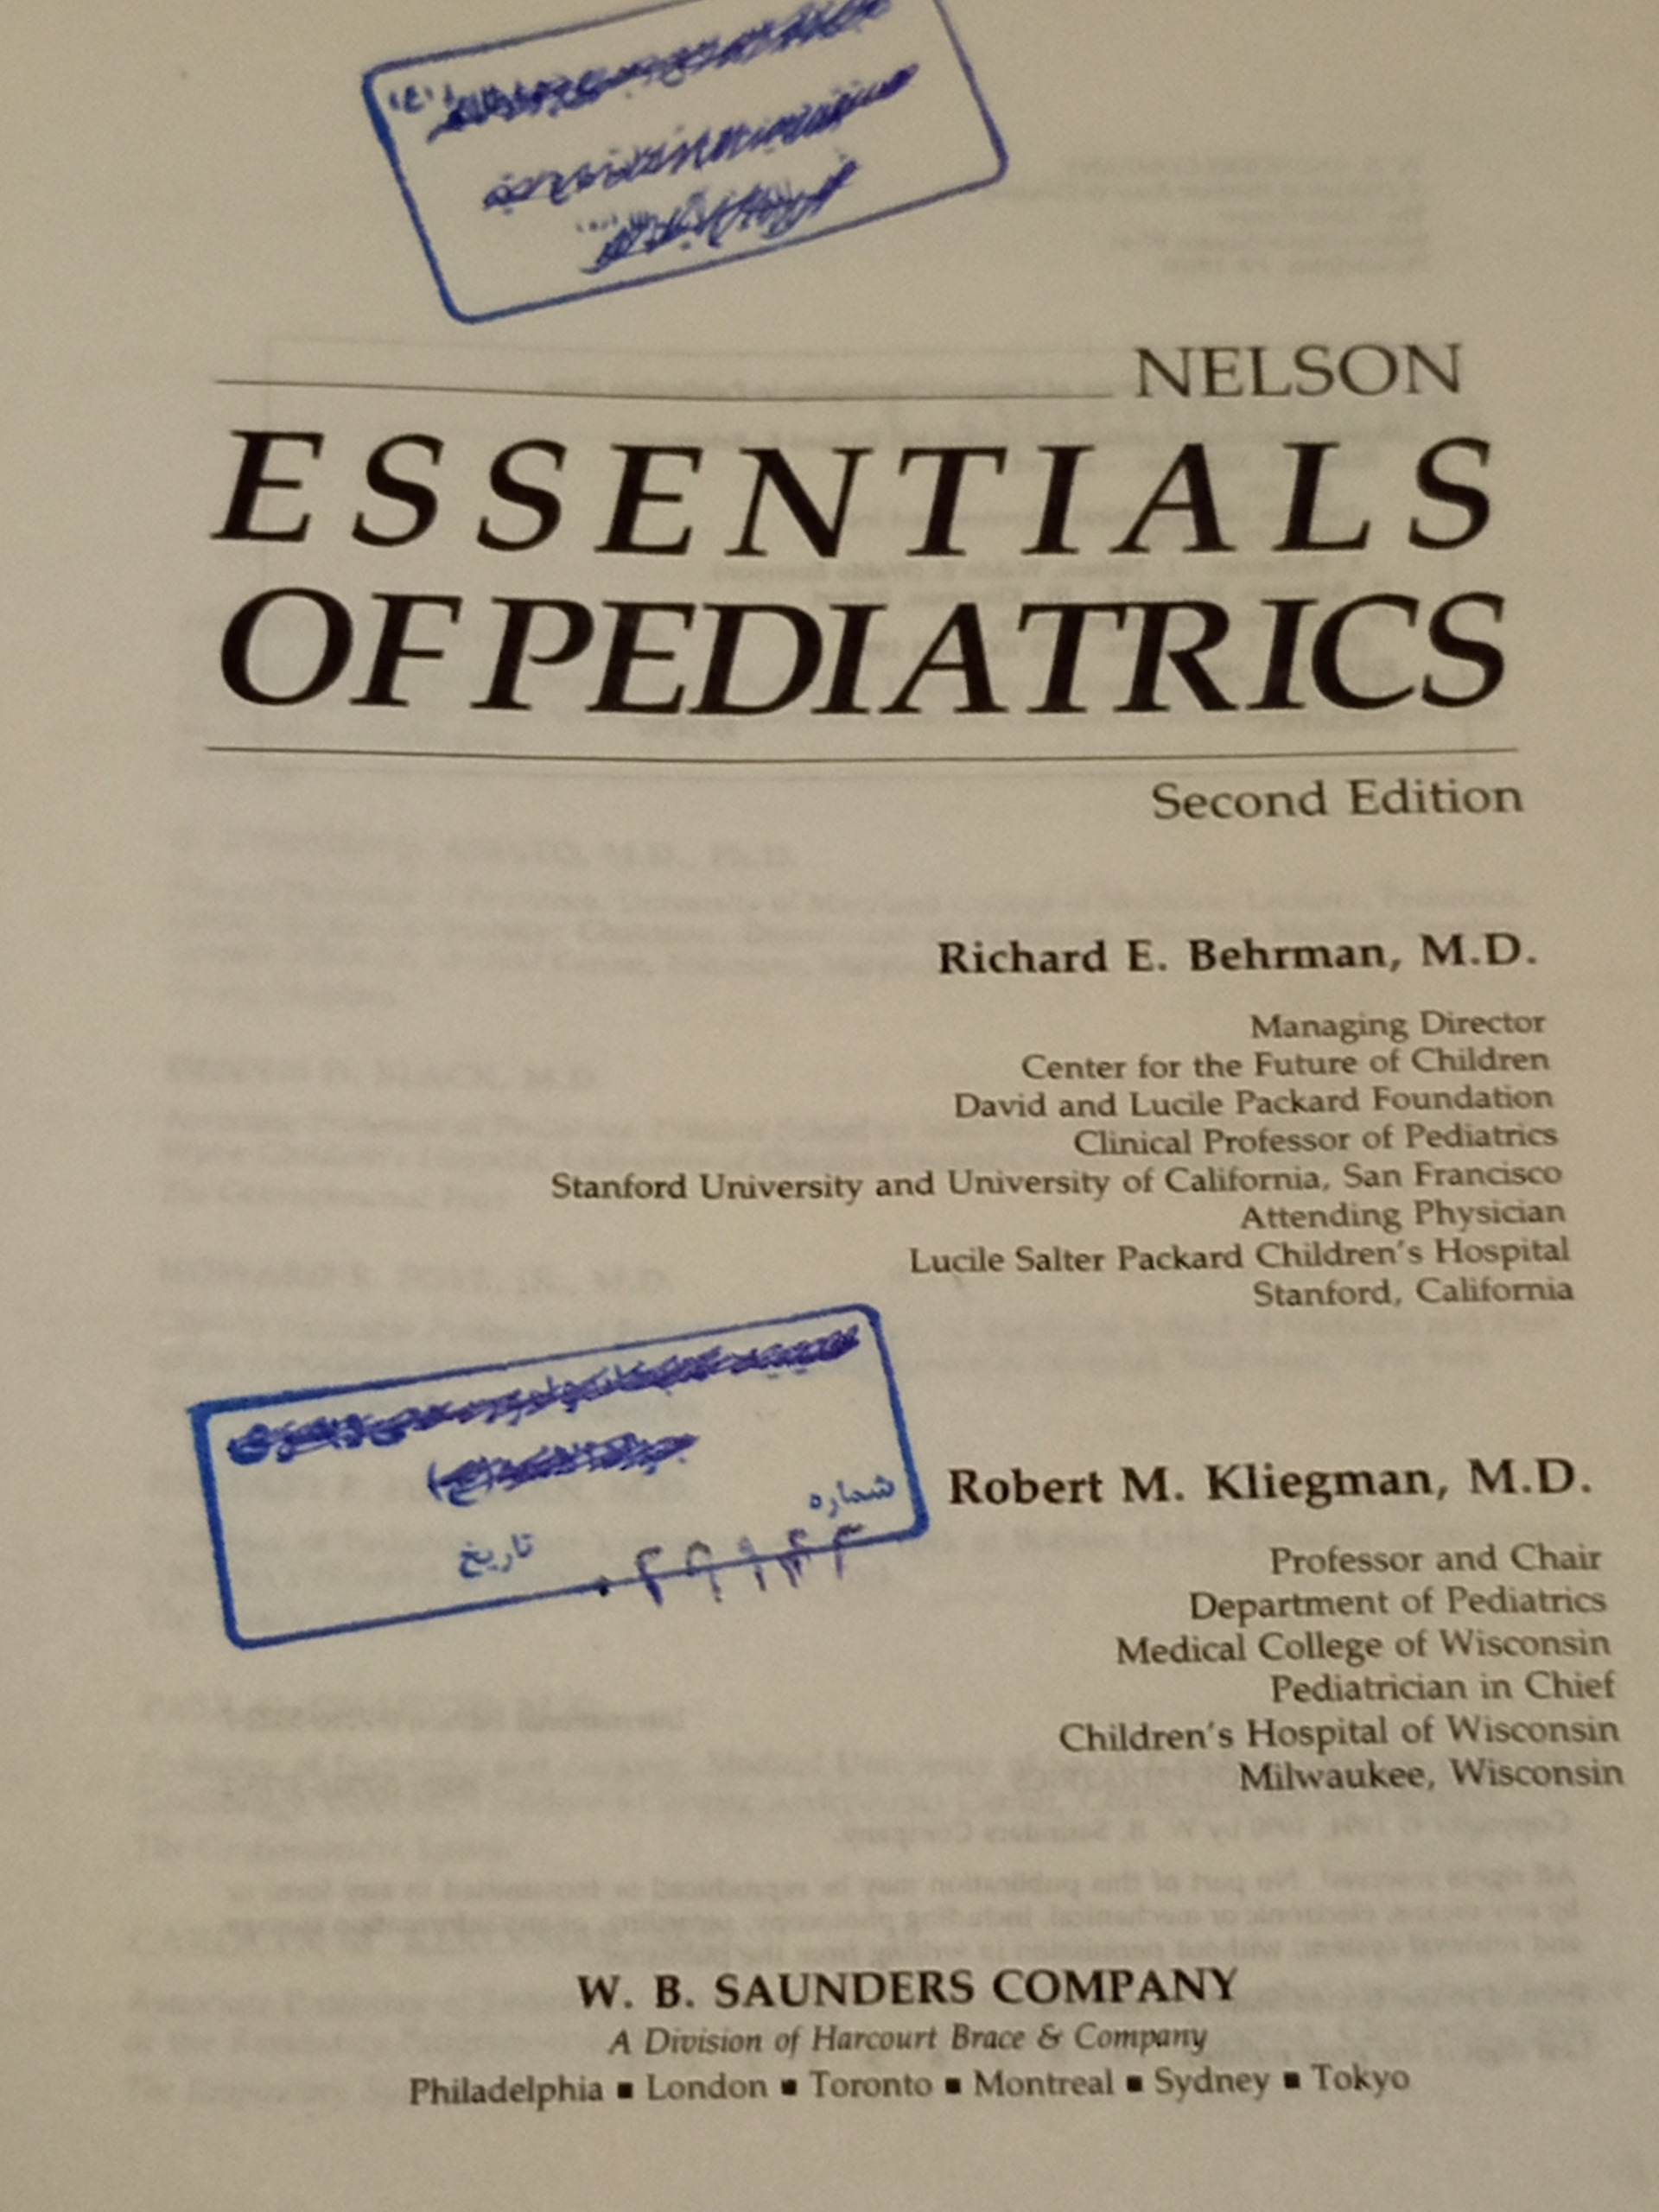 NELSON
ESSENTIALS
OF PEDIATRICS
Second Edition
Richard E. Behrman, M.D.
Managing Director
Center for the Future of Children
David and Lucile Packard Foundation
Clinical Professor of Pediatrics
Stanford University and University of California, San Francisco
Attending Physician
Lucile Salter Packard Children's Hospital
Stanford, California
شماره
تاریخ
Robert M. Kliegman, M.D.
Professor and Chair
Department of Pediatrics
Medical College of Wisconsin
Pediatrician in Chief
Children's Hospital of Wisconsin
Milwaukee, Wisconsin
W. B. SAUNDERS COMPANY
A Division of Harcourt Brace & Company
Philadelphia ■ London ■ Toronto ■ Montreal ■ Sydney ■ Tokyo